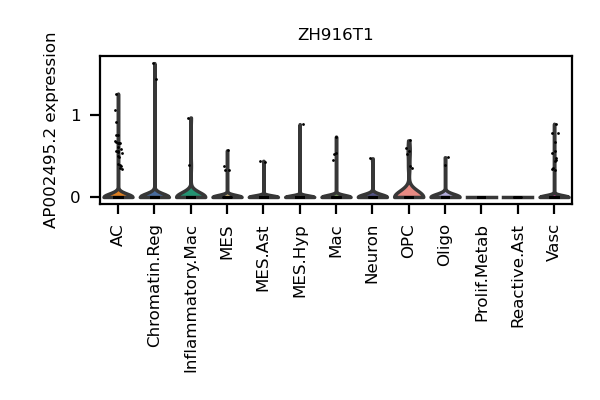 ZH916T1
AP002495.2 expression
1
0
AC
Chromatin.Reg
Inflammatory.Mac
MES
MES.Ast
MES.Hyp
Mac
Neuron
OPC
Oligo
Prolif.Metab
Reactive.Ast
Vasc